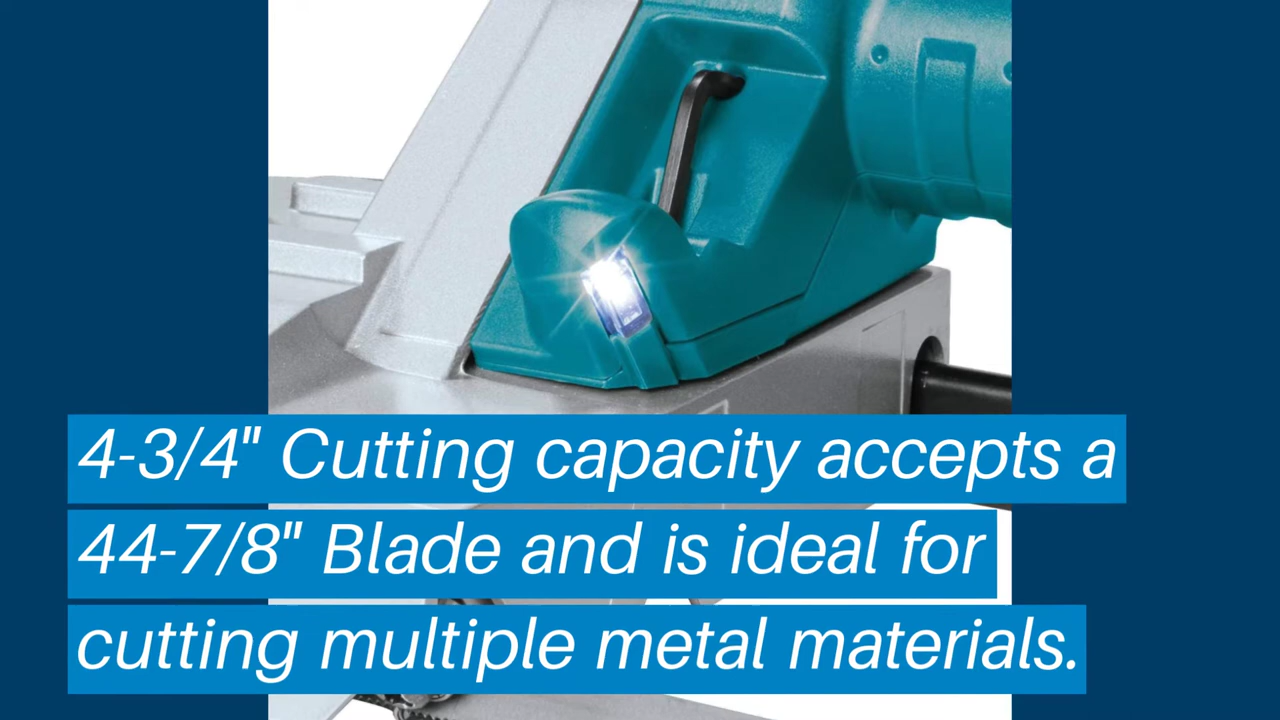 4-3/4" Cutting capacity accepts a
44-7/8" Blade and is ideal for
cutting multiple metal materials.